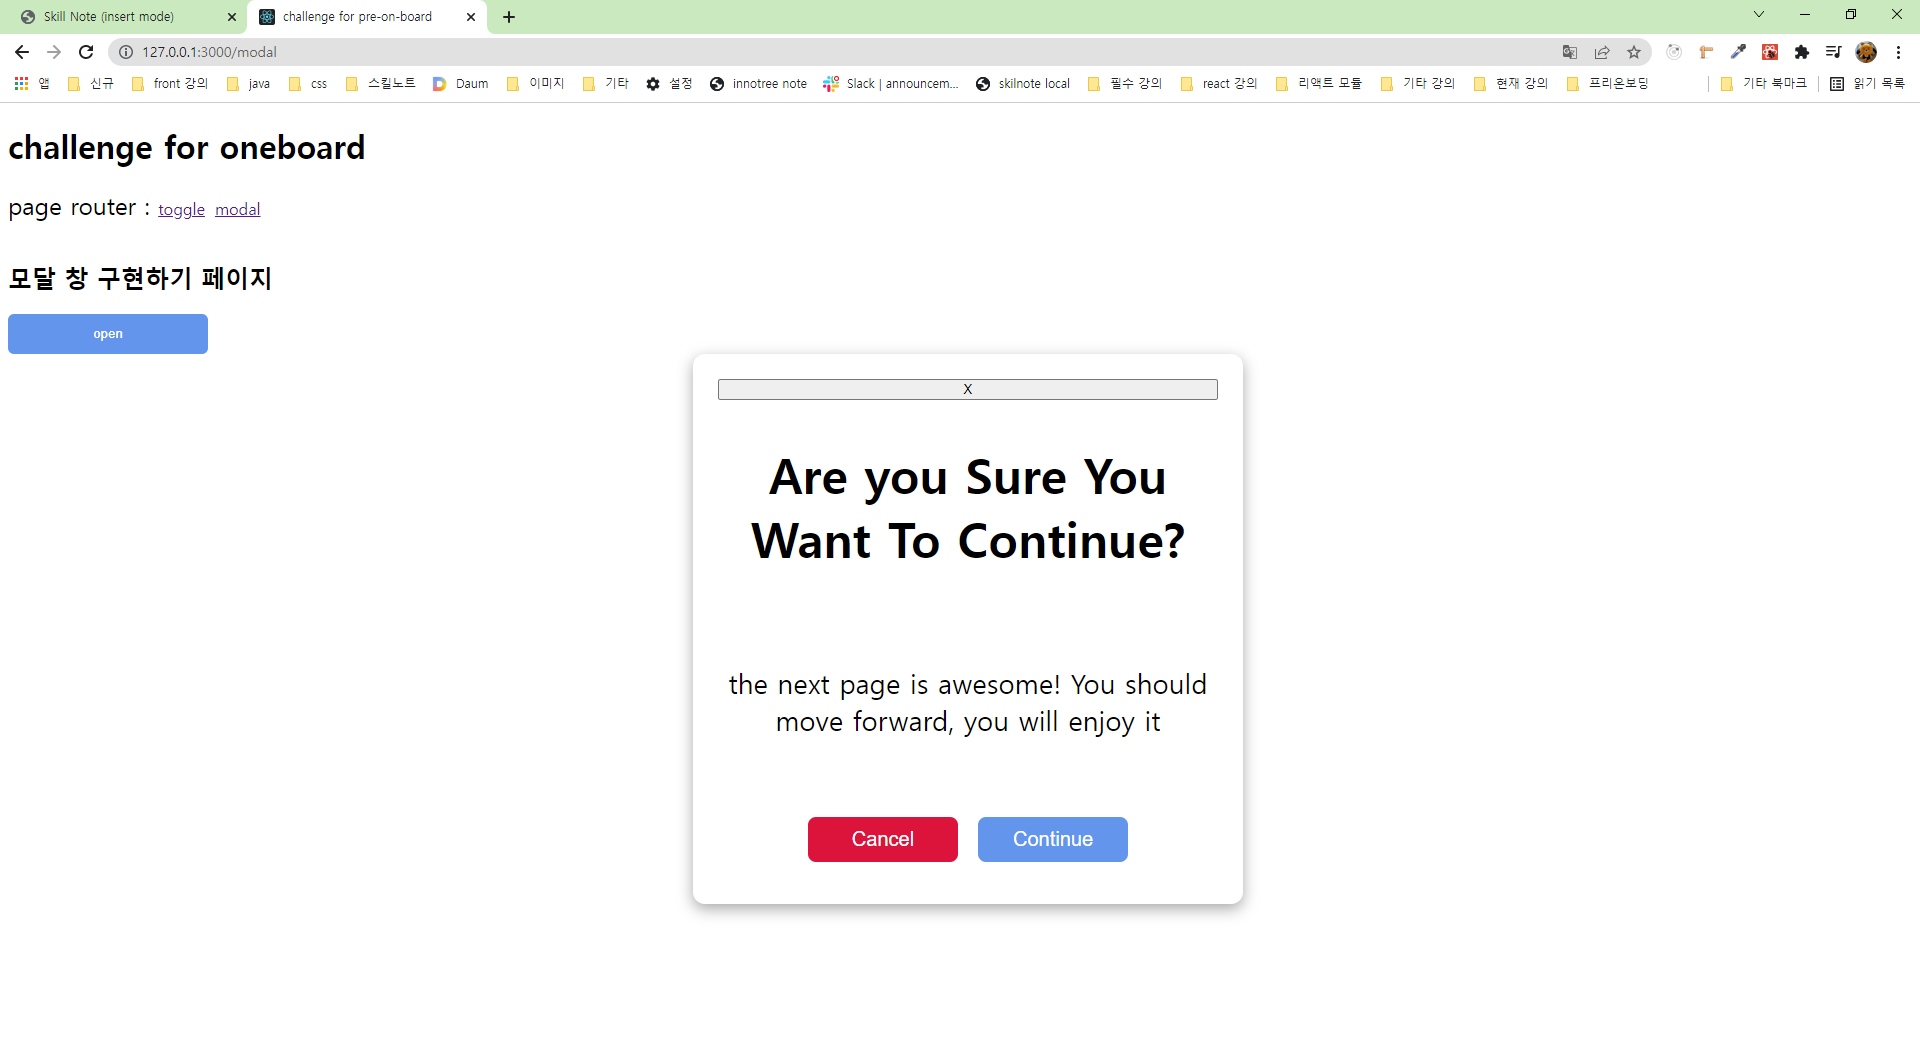 Skill Note (insert mode)
challenge for pre-on-board
127.0.0.1:3000/modal
앱 신규 front 강의 java css 스킬노트 Daum 이미지 기타 설정 innotree note Slack | announcem... skilnote local 필수 강의 react 강의 리액트 모듈 기타 강의 현재 강의 프리온보딩 기타 북마크 읽기 목록
challenge for oneboard
page router : toggle modal
모달 창 구현하기 페이지
open
X
Are you Sure You
Want To Continue?
the next page is awesome! You should
move forward, you will enjoy it
Cancel Continue